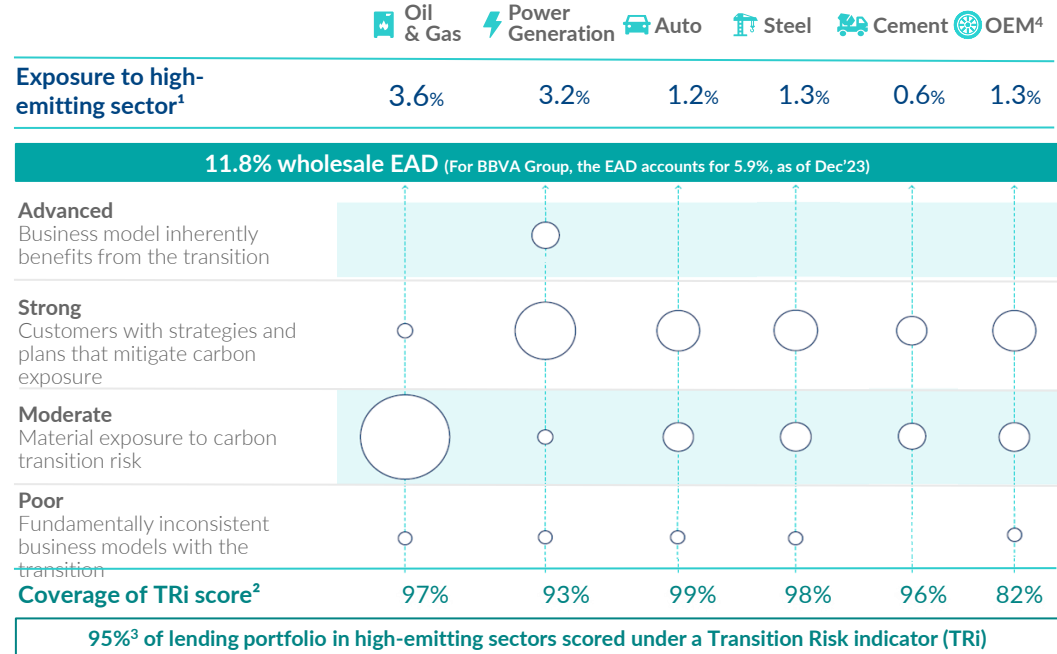 Oil
& Gas
Power
Generation
Auto
Steel
Cement
OEM⁴
Exposure to high-
emitting sector¹
3.6% 3.2% 1.2% 1.3% 0.6% 1.3%
11.8% wholesale EAD (For BBVA Group, the EAD accounts for 5.9%, as of Dec'23)
Advanced
Business model inherently
benefits from the transition
Strong
Customers with strategies and
plans that mitigate carbon
exposure
Moderate
Material exposure to carbon
transition risk
Poor
Fundamentally inconsistent
business models with the
transition
Coverage of TRi score² 97% 93% 99% 98% 96% 82%
95%³ of lending portfolio in high-emitting sectors scored under a Transition Risk indicator (TRi)